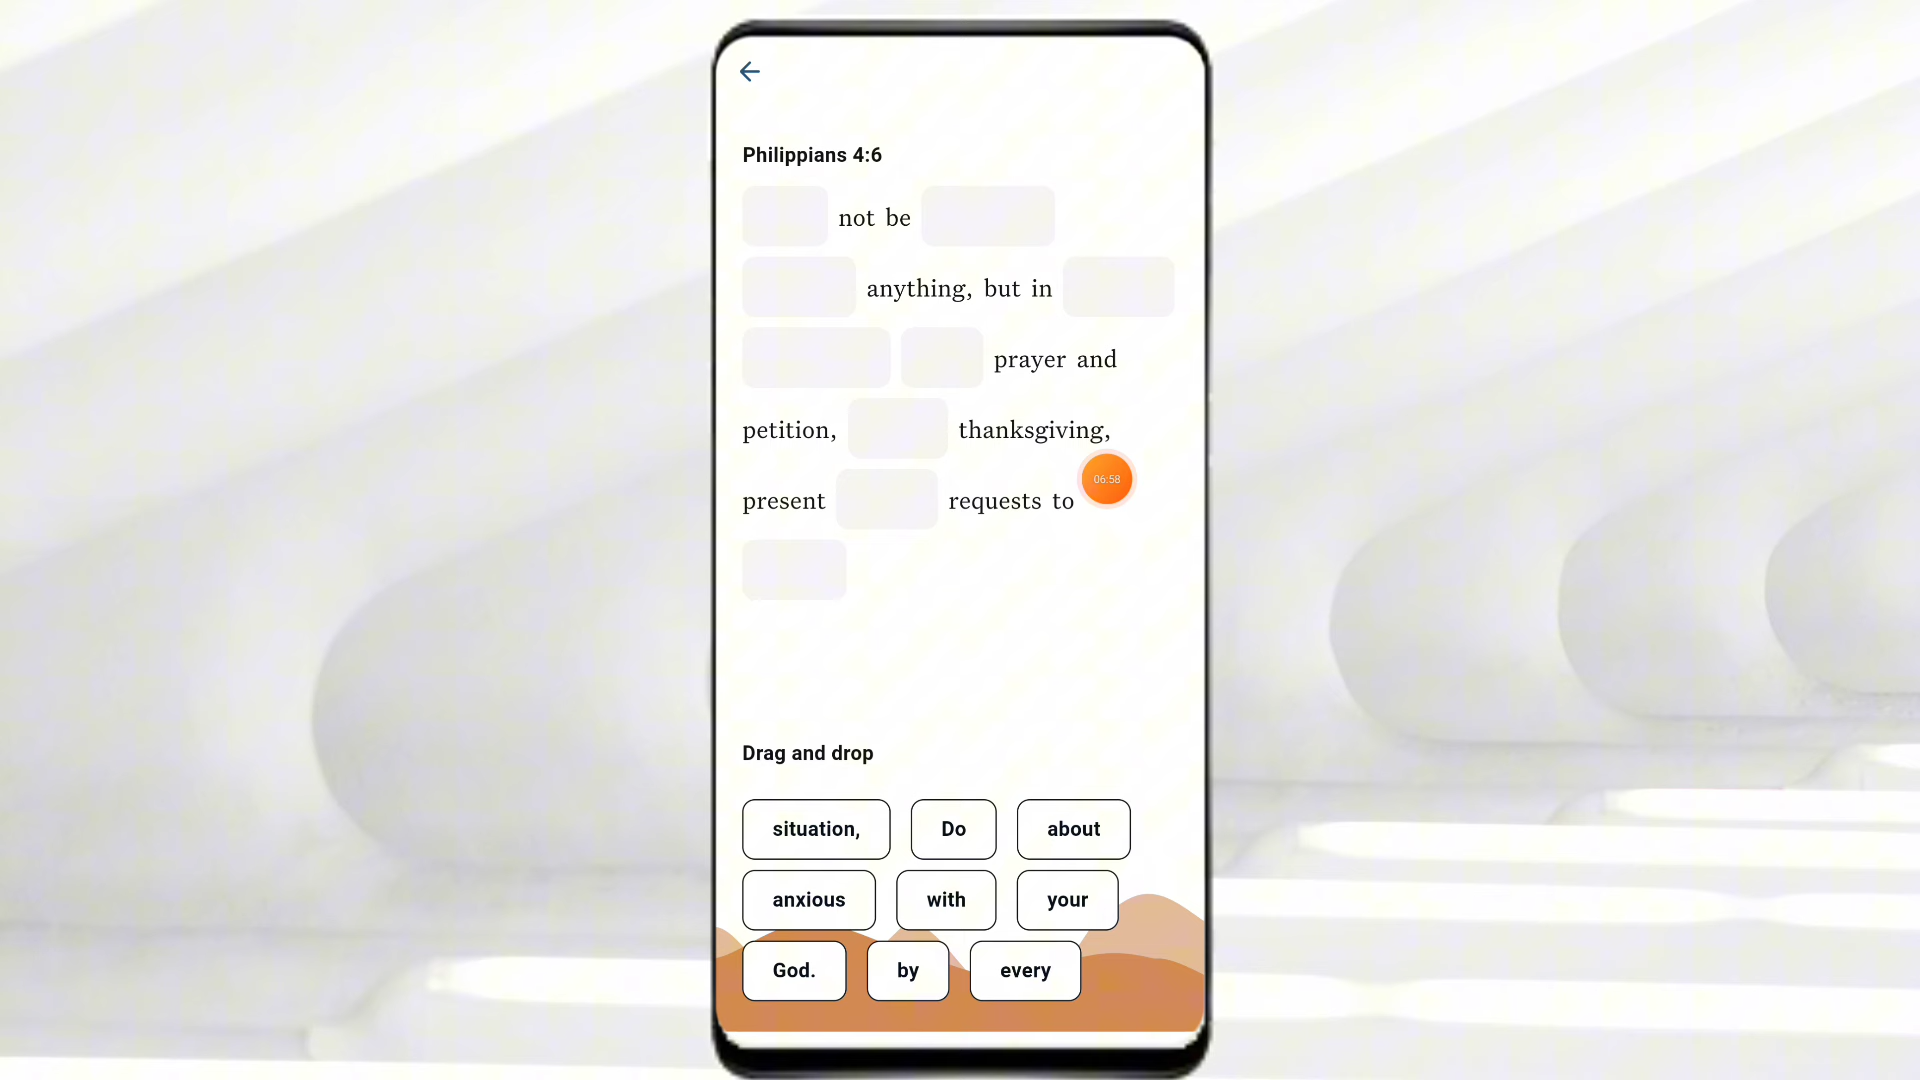 Philippians 4:6
not be
anything, but in
prayer and
petition, thanksgiving,
06:58
present requests to
Drag and drop
situation, Do about
anxious with your
God. by every